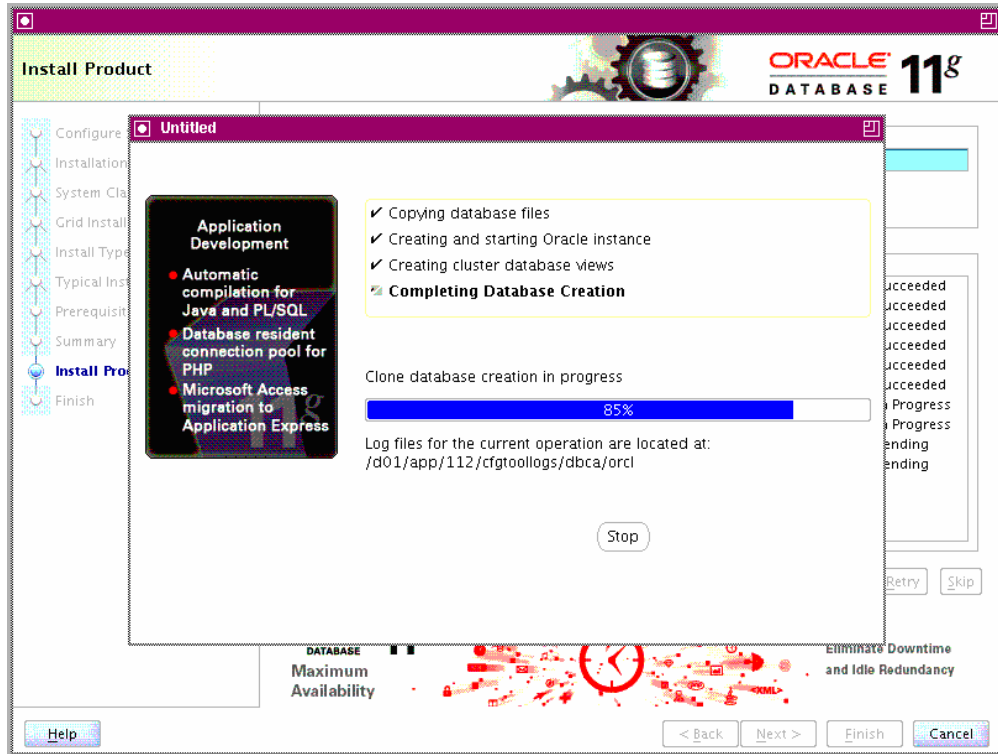 Install Product
ORACLE
DATABASE
11g
Configure
Installation
System Cla
Grid Install
Install Type
Typical Inst
Prerequisit
Summary
Install Pro
Finish
Untitled
Application
Development
Automatic
compilation for
Java and PL/SQL
Database resident
connection pool for
PHP
Microsoft Access
migration to
Application Express
Copying database files
Creating and starting Oracle instance
Creating cluster database views
Completing Database Creation
Clone database creation in progress
85%
Log files for the current operation are located at:
/d01/app/112/cfgtoollogs/dbca/orcl
Stop
ucceeded
ucceeded
ucceeded
ucceeded
ucceeded
ucceeded
Progress
Progress
ending
ending
Retry
Skip
DATABASE
Maximum
Availability
<XML>
Eliminate Downtime
and Idle Redundancy
Help
< Back
Next >
Finish
Cancel